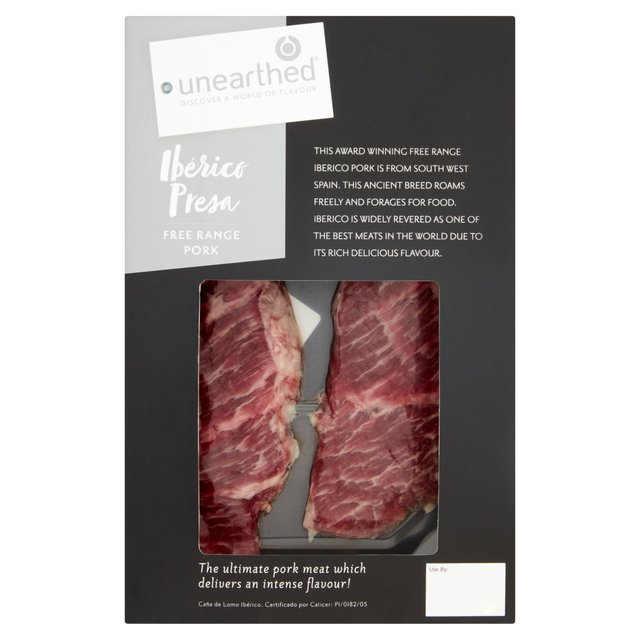 unearthed®
DISCOVER A WORLD OF FLAVOUR
Ibérico
Presa
FREE RANGE
PORK
THIS AWARD WINNING FREE RANGE
IBERICO PORK IS FROM SOUTH WEST
SPAIN. THIS ANCIENT BREED ROAMS
FREELY AND FORAGES FOR FOOD.
IBERICO IS WIDELY REVERED AS ONE OF
THE BEST MEATS IN THE WORLD DUE TO
ITS RICH DELICIOUS FLAVOUR.
The ultimate pork meat which
delivers an intense flavour!
Caña de Lomo Ibérico. Certificado por Calicer: PI/0182/05
Use By: